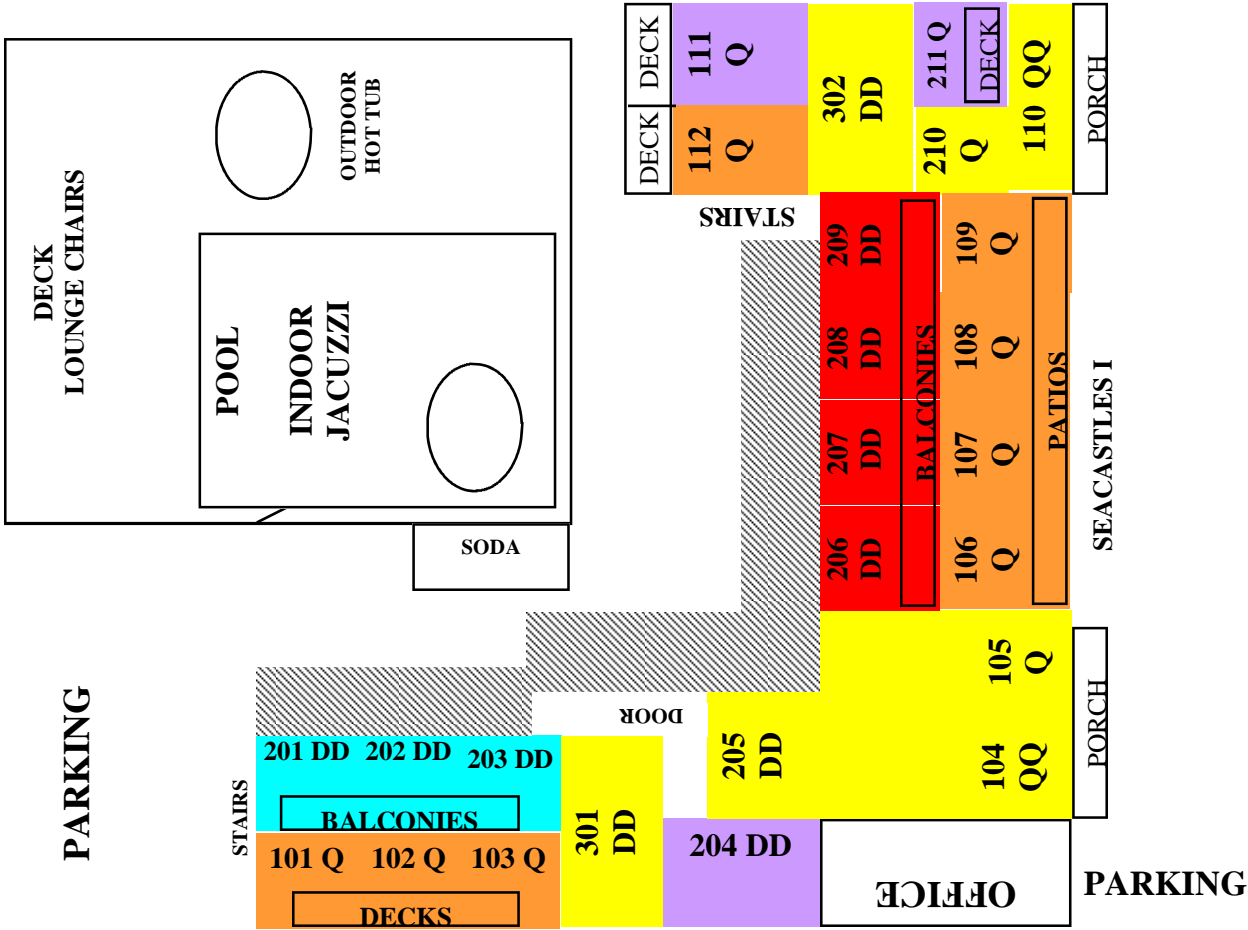 DECK
LOUNGE CHAIRS
OUTDOOR
HOT TUB
POOL
INDOOR
JACUZZI
SODA
PARKING
DECK
DECK
111
Q
112
Q
302
DD
211 Q
DECK
210
Q
110 QQ
PORCH
STAIRS
209
DD
208
DD
207
DD
206
DD
BALCONIES
109
Q
108
Q
107
Q
106
Q
PATIOS
SEACASTLES I
105
Q
104
QQ
PORCH
DOOR
205
DD
STAIRS
201 DD
202 DD
203 DD
BALCONIES
101 Q
102 Q
103 Q
DECKS
301
DD
204 DD
OFFICE
PARKING